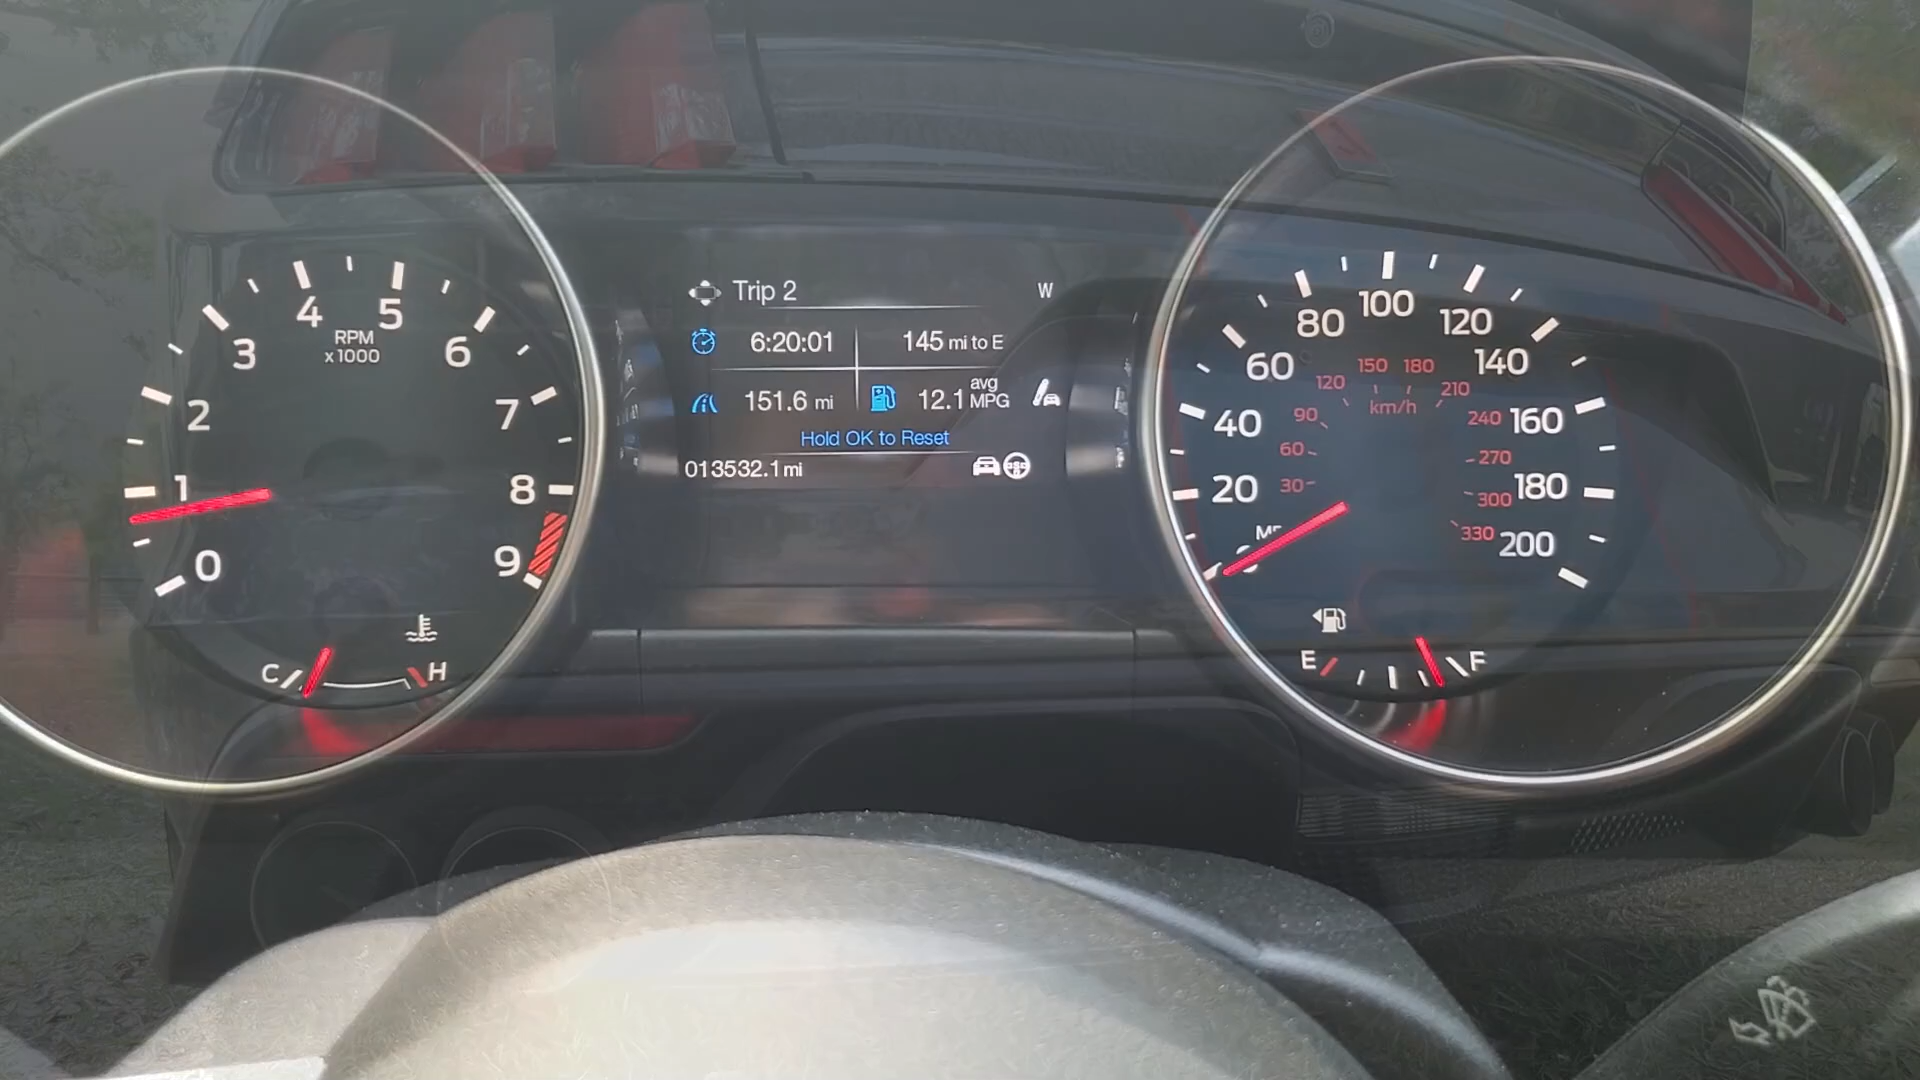 Trip 2
W
6:20:01
145 mi to E
151.6 mi
12.1 avg MPG
Hold OK to Reset
013532.1 mi
0
1
2
3
4
5
6
7
8
9
RPM
x1000
C
H
20
40
60
80
100
120
140
160
180
200
30
60
90
120
150
180
210
240
270
300
330
km/h
E
F